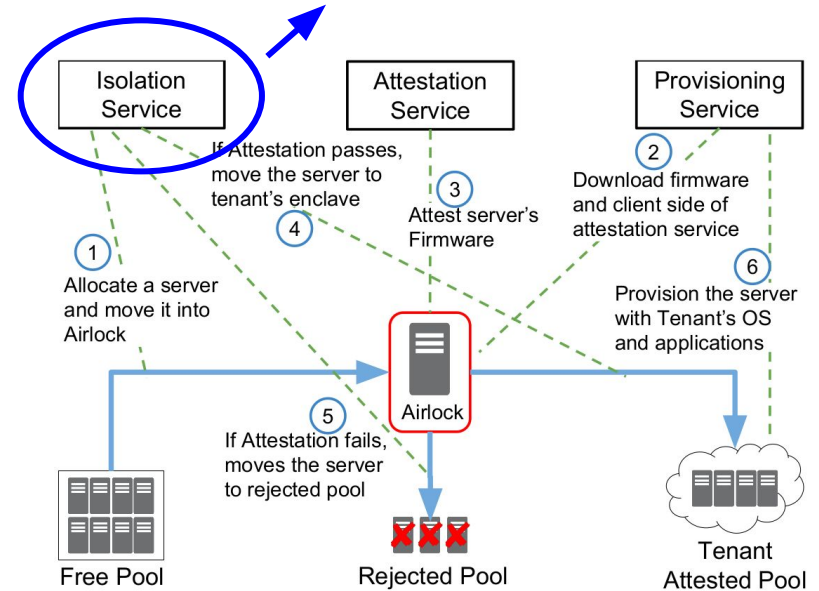 Isolation
Service
Attestation
Service
Provisioning
Service
If Attestation passes,
move the server to
tenant's enclave
4
3
Attest server's
Firmware
2
Download firmware
and client side of
attestation service
1
Allocate a server
and move it into
Airlock
6
Provision the server
with Tenant's OS
and applications
Airlock
5
If Attestation fails,
moves the server
to rejected pool
Free Pool
Rejected Pool
Tenant
Attested Pool